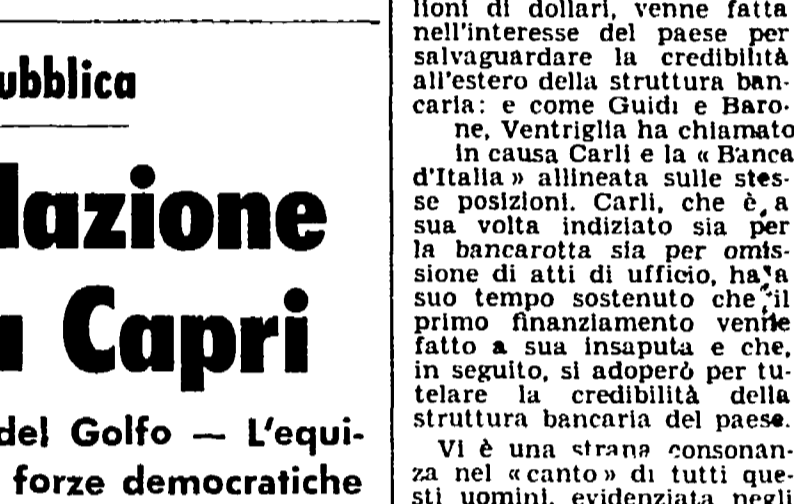 ubblica
lazione
Capri
del Golfo — L'equi-
forze democratiche
lioni di dollari, venne fatta
nell'interesse del paese per
salvaguardare la credibilità
all'estero della struttura ban-
caria: e come Guidi e Baro-
ne, Ventriglia ha chiamato
in causa Carli e la « Banca
d'Italia » allineata sulle stes-
se posizioni. Carli, che è a
sua volta indiziato sia per
la bancarotta sia per omis-
sione di atti di ufficio, ha a
suo tempo sostenuto che il
primo finanziamento venne
fatto a sua insaputa e che,
in seguito, si adoperò per tu-
telare la credibilità della
struttura bancaria del paese.
Vi è una strana consonan-
za nel « canto » di tutti que-
sti uomini, evidenziata negli